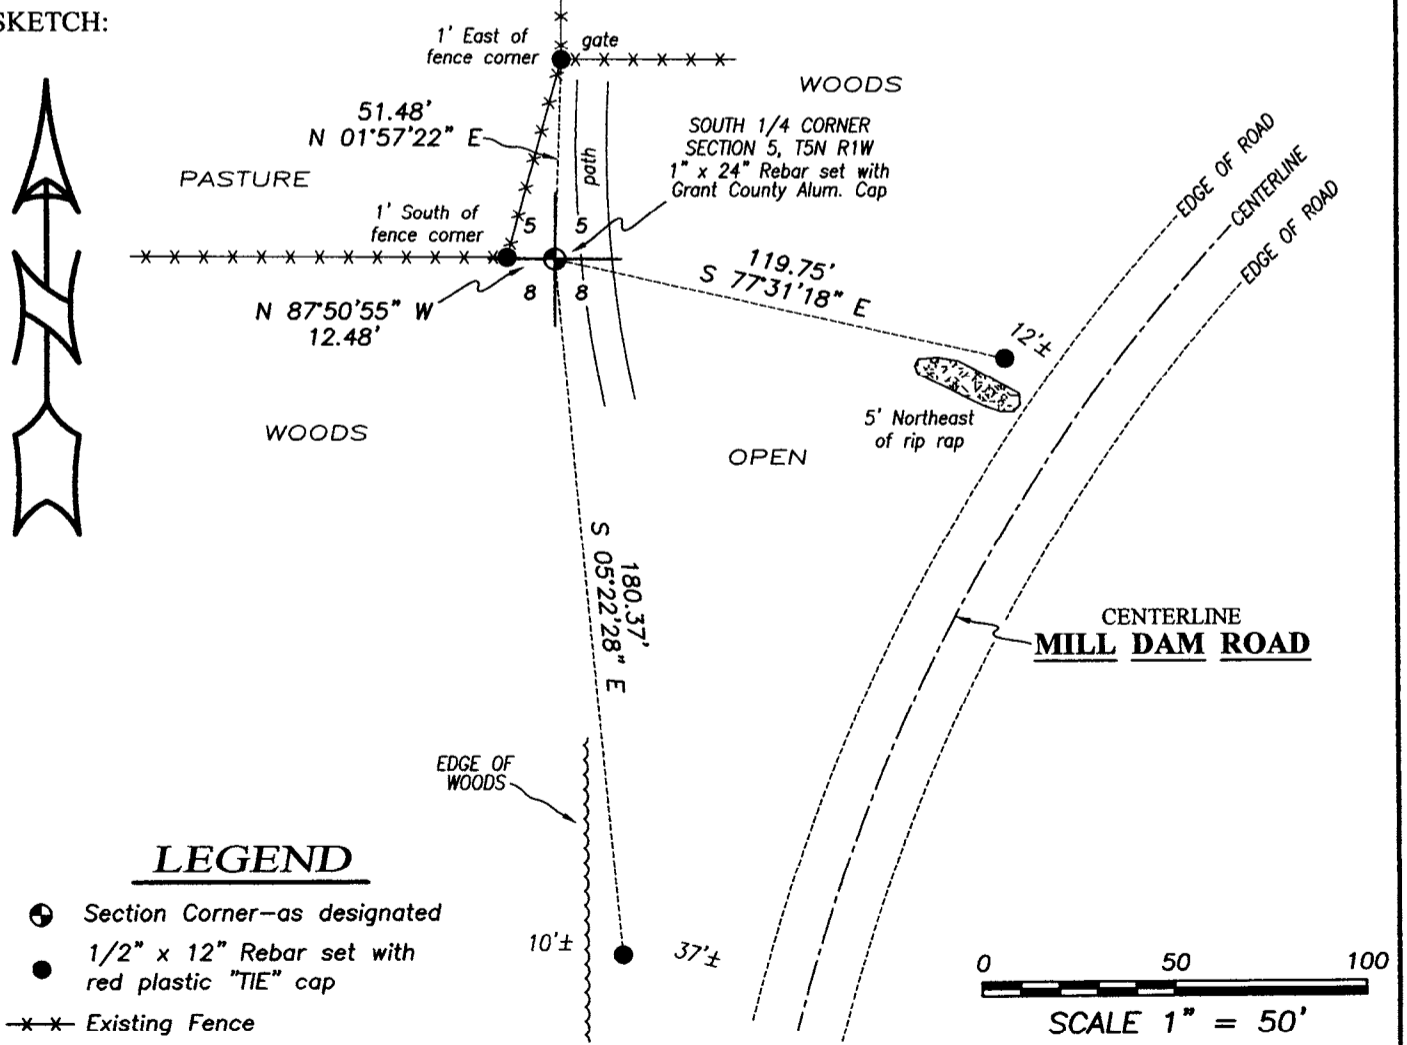 SKETCH:
1' East of
fence corner
gate
WOODS
51.48'
N 01°57'22" E
SOUTH 1/4 CORNER
SECTION 5, T5N R1W
1" x 24" Rebar set with
Grant County Alum. Cap
path
PASTURE
1' South of
fence corner
5 5
8 8
EDGE OF ROAD
CENTERLINE
EDGE OF ROAD
119.75'
S 77°31'18" E
N 87°50'55" W
12.48'
12'±
5' Northeast
of rip rap
WOODS
OPEN
180.37'
S 05°22'28" E
CENTERLINE
MILL DAM ROAD
EDGE OF
WOODS
LEGEND
Section Corner-as designated
1/2" x 12" Rebar set with
red plastic "TIE" cap
x x Existing Fence
10'±
37'±
0 50 100
SCALE 1" = 50'